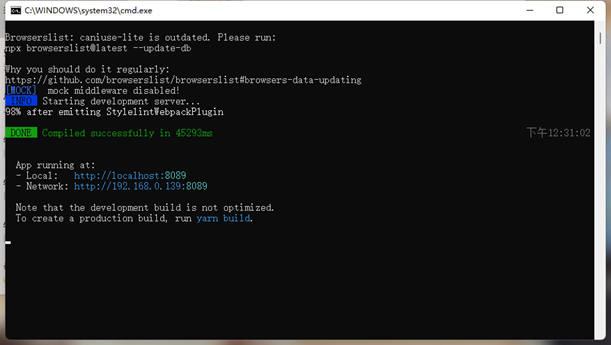 C:\WINDOWS\system32\cmd.exe
Browserslist: caniuse-lite is outdated. Please run:
npx browserslist@latest --update-db
Why you should do it regularly:
https://github.com/browserslist/browserslist#browsers-data-updating
[MOCK] mock middleware disabled!
INFO Starting development server...
98% after emitting StylelintWebpackPlugin
DONE Compiled successfully in 45293ms 下午12:31:02
App running at:
- Local: http://localhost:8089
- Network: http://192.168.0.139:8089
Note that the development build is not optimized.
To create a production build, run yarn build.